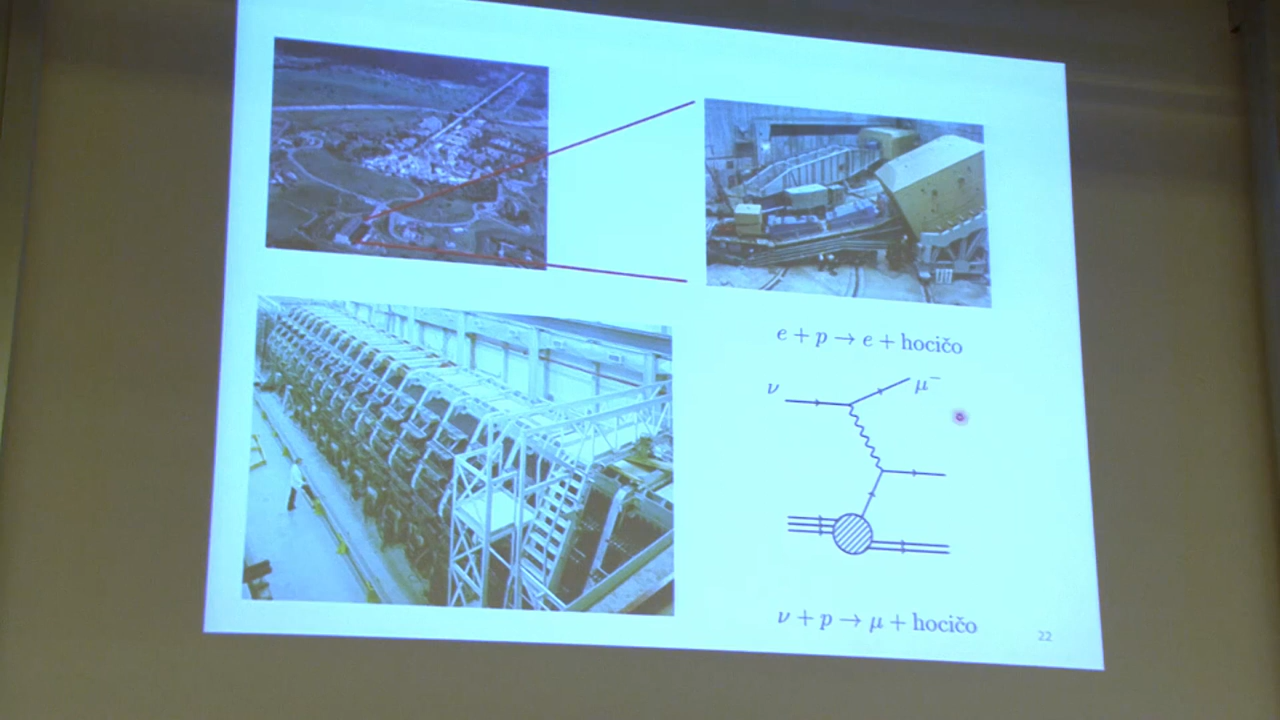 e + p → e + hocičo
ν
μ⁻
ν + p → μ + hocičo
22